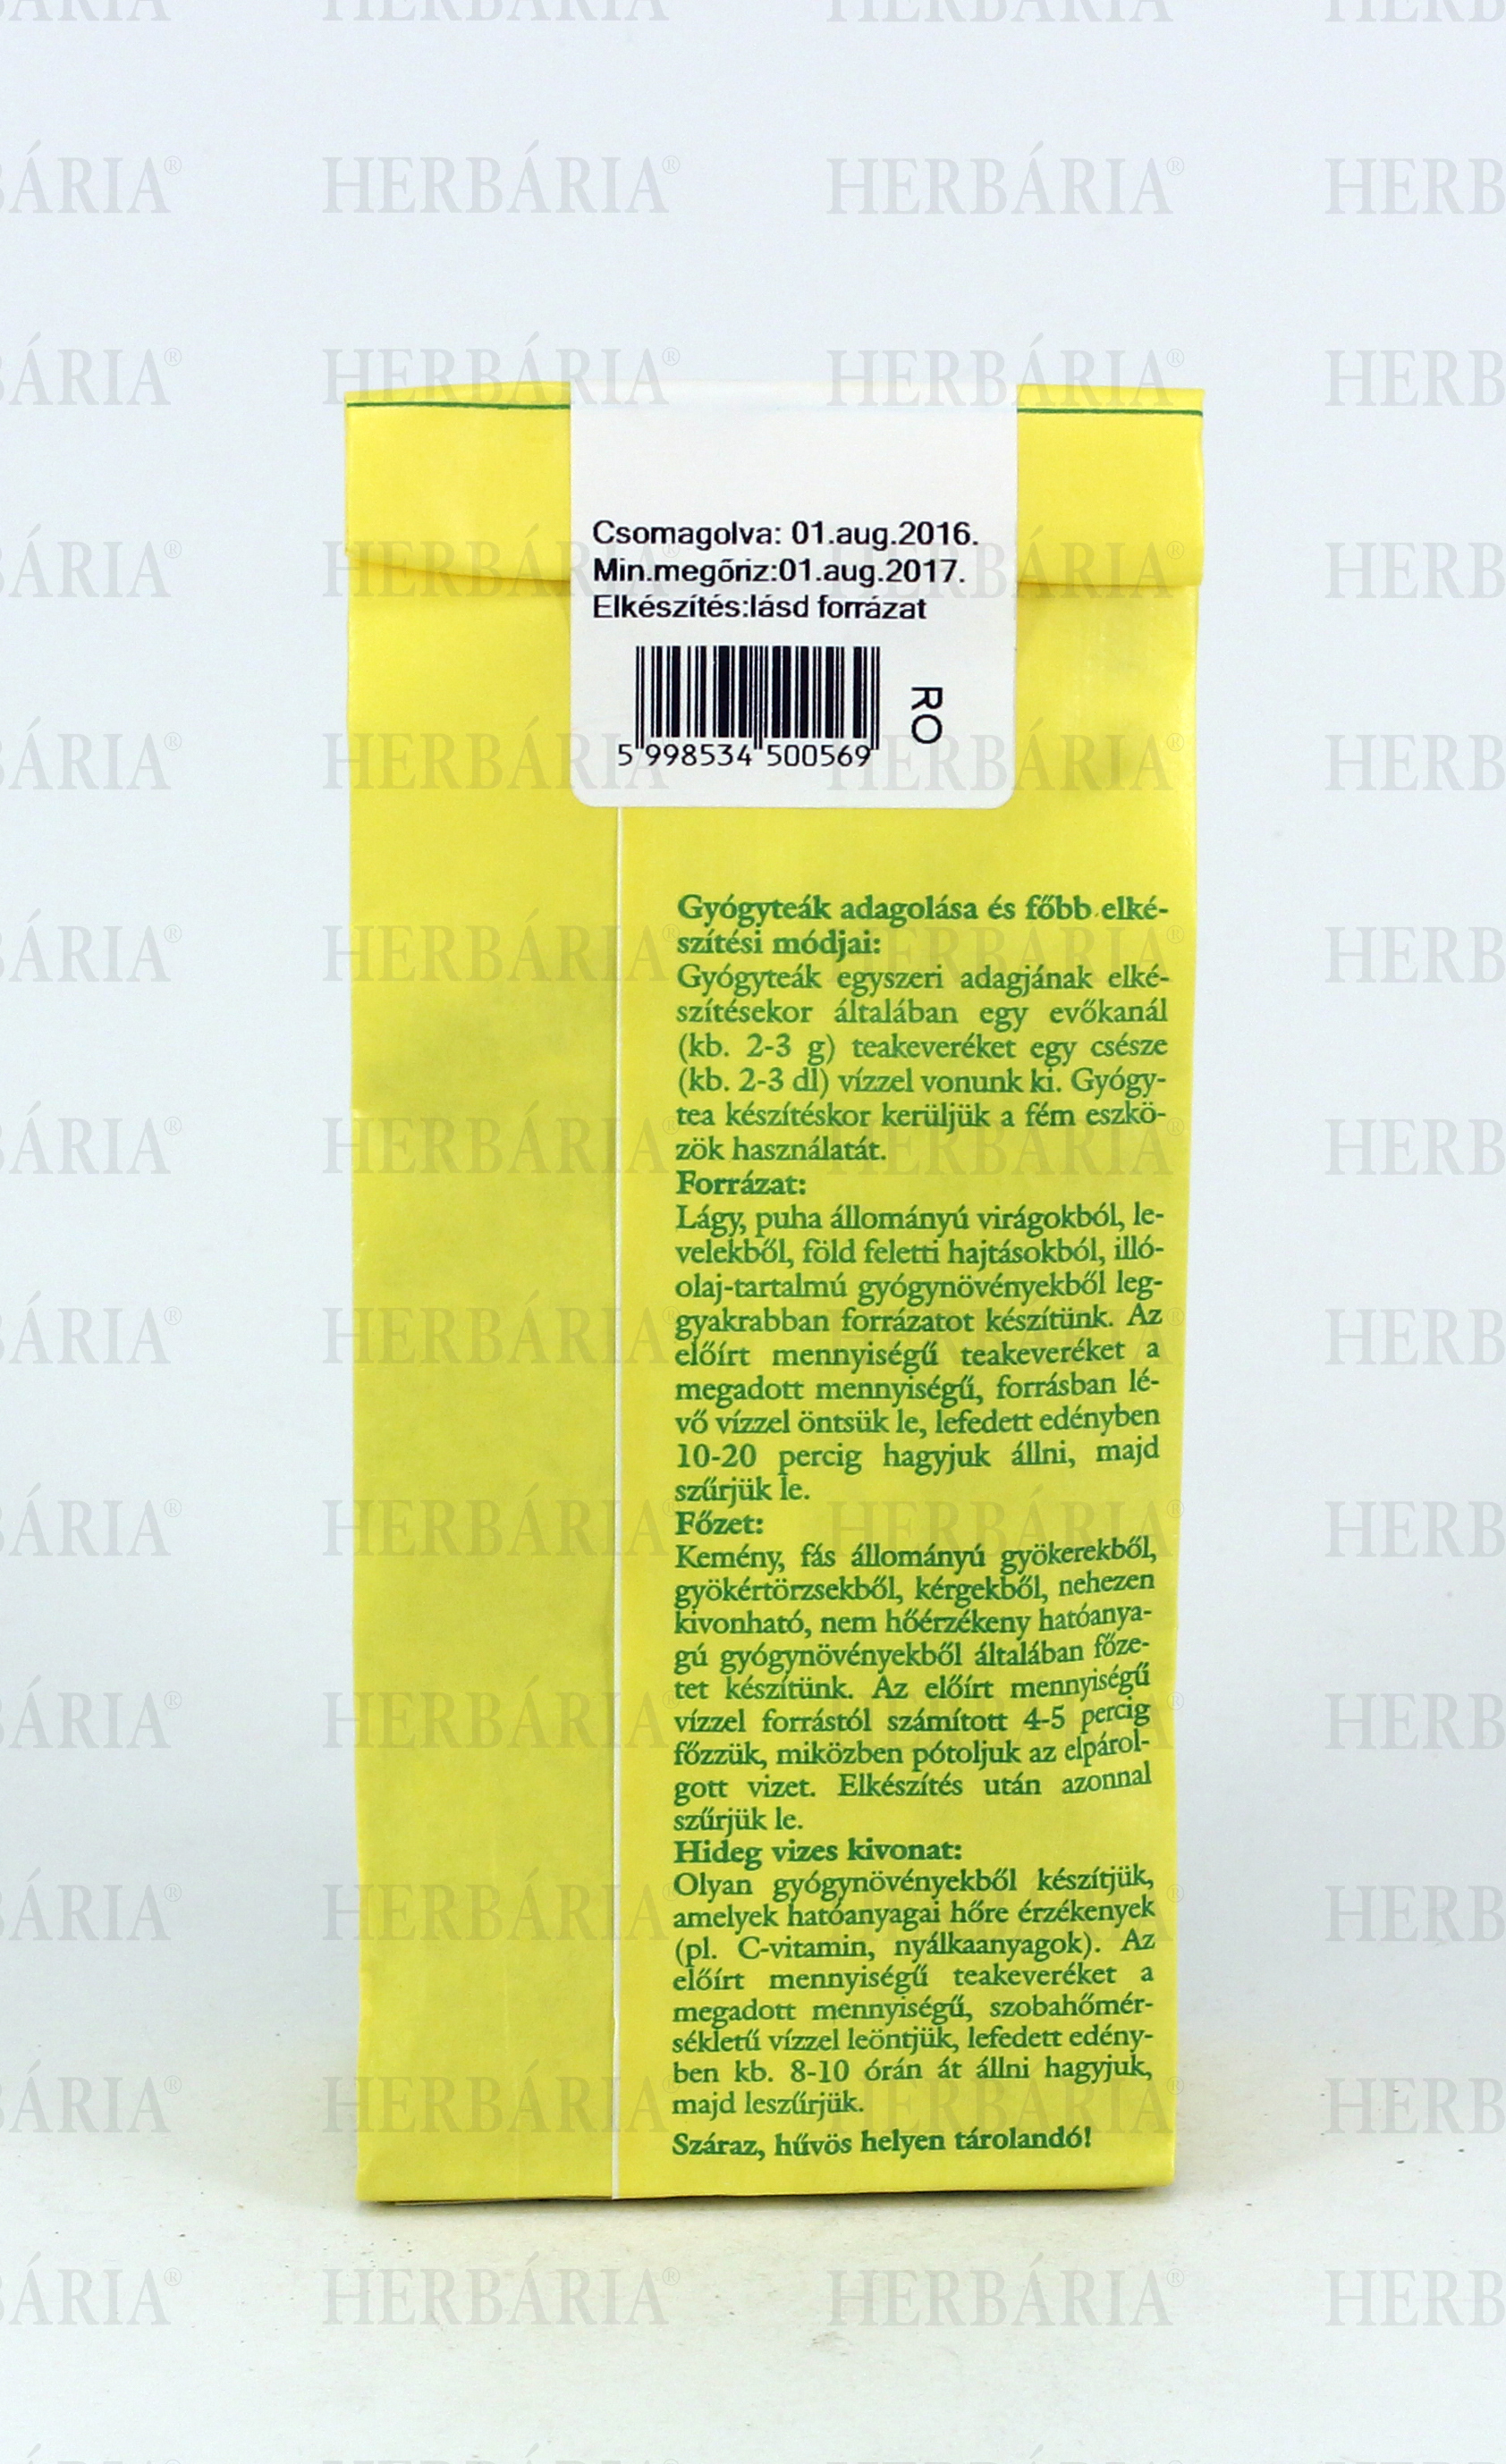 HERBÁRIA®
Csomagolva: 01.aug.2016.
Min.megőriz:01.aug.2017.
Elkészítés:lásd forrázat
5 998534 500569
RO
Gyógyteák adagolása és főbb elké-
szítési módjai:
Gyógyteák egyszeri adagjának elké-
szítésekor általában egy evőkanál
(kb. 2-3 g) teakeveréket egy csésze
(kb. 2-3 dl) vízzel vonunk ki. Gyógy-
tea készítéskor kerüljük a fém eszkö-
zök használatát.
Forrázat:
Lágy, puha állományú virágokból, le-
velekből, föld feletti hajtásokból, illó-
olaj-tartalmú gyógynövényekből leg-
gyakrabban forrázatot készítünk. Az
előírt mennyiségű teakeveréket a
megadott mennyiségű, forrásban lé-
vő vízzel öntsük le, lefedett edényben
10-20 percig hagyjuk állni, majd
szűrjük le.
Főzet:
Kemény, fás állományú gyökerekből,
gyökértörzsekből, kérgekből, nehezen
kivonható, nem hőérzékeny hatóanya-
gú gyógynövényekből általában főze-
tet készítünk. Az előírt mennyiségű
vízzel forrástól számított 4-5 percig
főzzük, miközben pótoljuk az elpárol-
gott vizet. Elkészítés után azonnal
szűrjük le.
Hideg vizes kivonat:
Olyan gyógynövényekből készítjük,
amelyek hatóanyagai hőre érzékenyek
(pl. C-vitamin, nyálkaanyagok). Az
előírt mennyiségű teakeveréket a
megadott mennyiségű, szobahőmér-
sékletű vízzel leöntjük, lefedett edény-
ben kb. 8-10 órán át állni hagyjuk,
majd leszűrjük.
Száraz, hűvös helyen tárolandó!